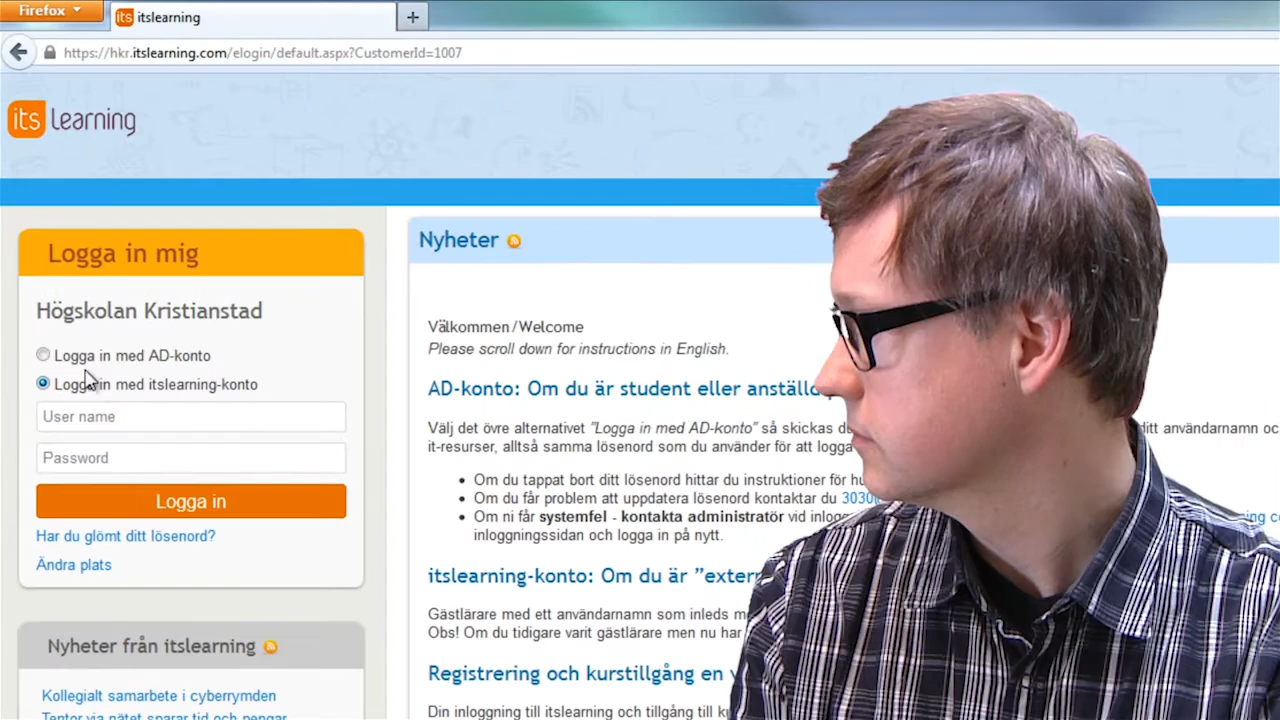 Firefox
its itslearning
https://hkr.itslearning.com/elogin/default.aspx?CustomerId=1007
its learning
Logga in mig
Högskolan Kristianstad
Logga in med AD-konto
Logga in med itslearning-konto
User name
Password
Logga in
Har du glömt ditt lösenord?
Ändra plats
Nyheter från itslearning
Kollegialt samarbete i cyberrymden
Tentor via nätet sparar tid och pengar
Nyheter
Välkommen/Welcome
Please scroll down for instructions in English.
AD-konto: Om du är student eller
Välj det övre alternativet "Logga in med AD-konto" så skickas ditt användarnamn
it-resurser, alltså samma lösenord som du använder för att logga
Om du tappat bort ditt lösenord hittar du instruktioner för
Om du får problem att uppdatera lösenord kontaktar du
Om ni får systemfel - kontakta administratör vid
inloggningssidan och logga in på nytt.
itslearning-konto: Om du är
Gästlärare med ett användarnamn som inleds
Obs! Om du tidigare varit gästlärare men nu har
Registrering och kurstillgång en
Din inloggning till itslearning och tillgång till